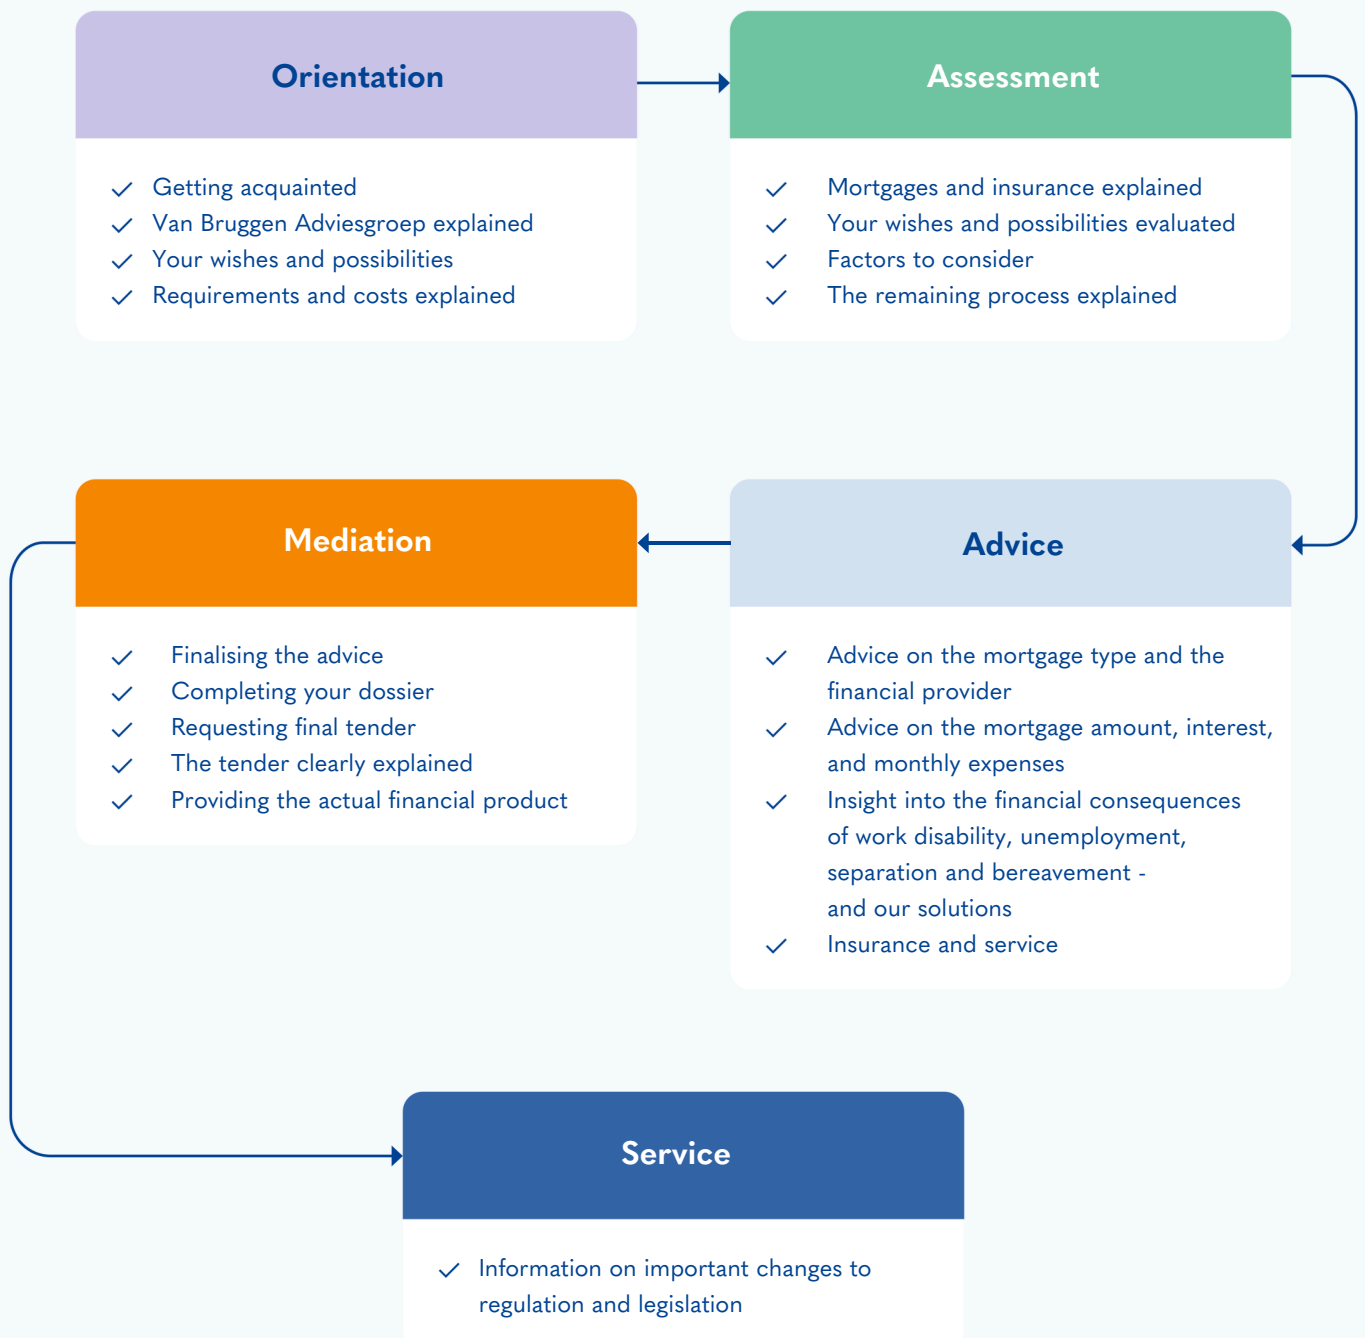 Orientation
Getting acquainted
Van Bruggen Adviesgroep explained
Your wishes and possibilities
Requirements and costs explained
Assessment
Mortgages and insurance explained
Your wishes and possibilities evaluated
Factors to consider
The remaining process explained
Advice
Advice on the mortgage type and the
financial provider
Advice on the mortgage amount, interest,
and monthly expenses
Insight into the financial consequences
of work disability, unemployment,
separation and bereavement -
and our solutions
Insurance and service
Mediation
Finalising the advice
Completing your dossier
Requesting final tender
The tender clearly explained
Providing the actual financial product
Service
Information on important changes to
regulation and legislation